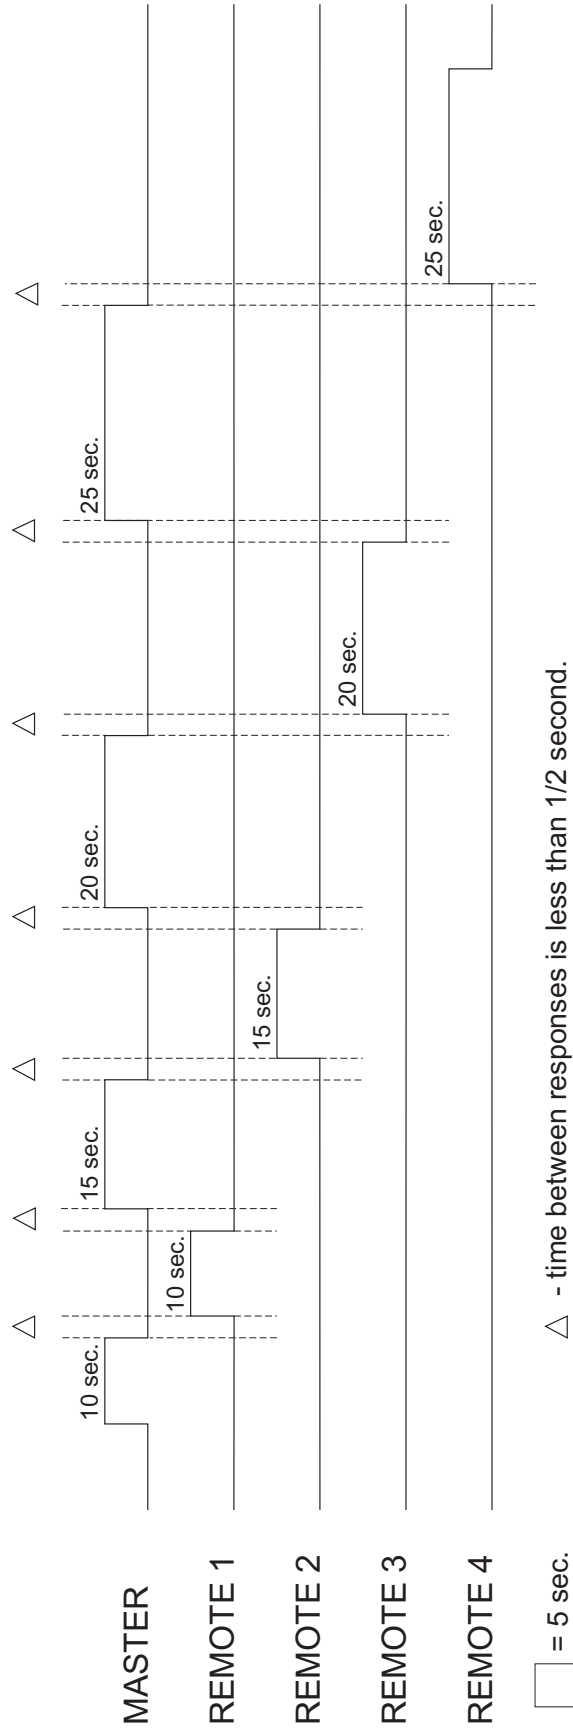 △ △ △ △ △ △ △
MASTER 10 sec. 15 sec. 20 sec. 25 sec.
REMOTE 1 10 sec.
REMOTE 2 15 sec.
REMOTE 3 20 sec.
REMOTE 4 25 sec.
= 5 sec. △ - time between responses is less than 1/2 second.